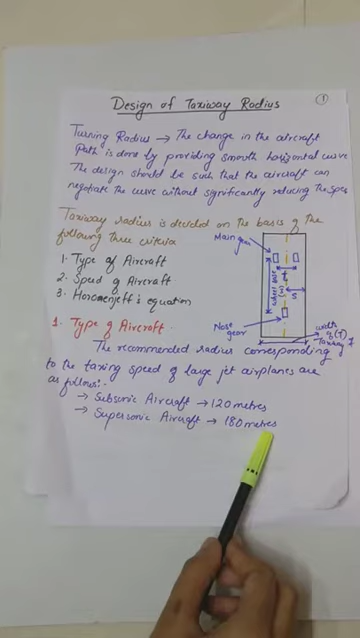 Design of Taxiway Radius
1
Turning Radius → The change in the aircraft
Path is done by providing smooth horizontal curve
The design should be such that the aircraft can
negotiate the curve without significantly reducing the Spee
Taxiway radius is decided on the basis of the
following three criteria
1. Type of Aircraft
2. Speed of Aircraft
3. Horonenjeff's equation
Main gear
t
wheel base
(w)
S
Nose
gear
width
of (T)
Taxiway
1. Type of Aircraft
The recommended radius corresponding
to the taxing speed of large jet airplanes are
as follows:-
→ Subsonic Aircraft → 120 metres
→ Supersonic Aircraft → 180 metres